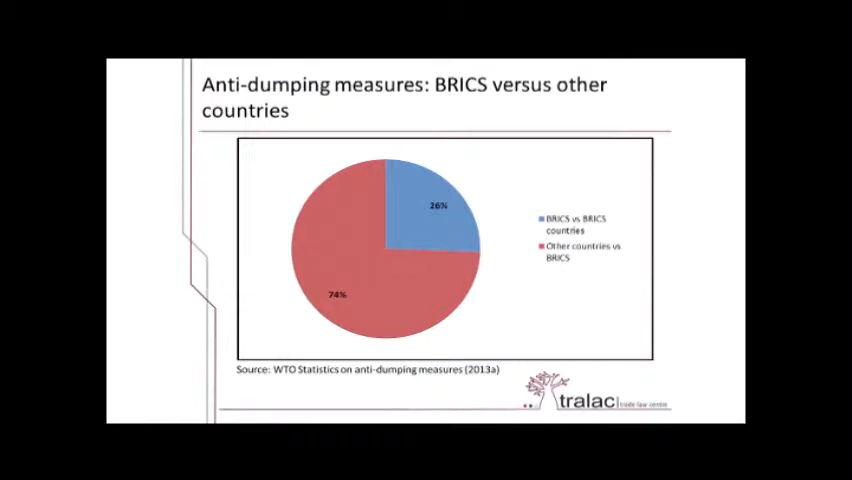 Anti-dumping measures: BRICS versus other
countries
26%
BRICS vs BRICS
countries
Other countries vs
BRICS
74%
Source: WTO Statistics on anti-dumping measures (2013a)
tralac trade law centre